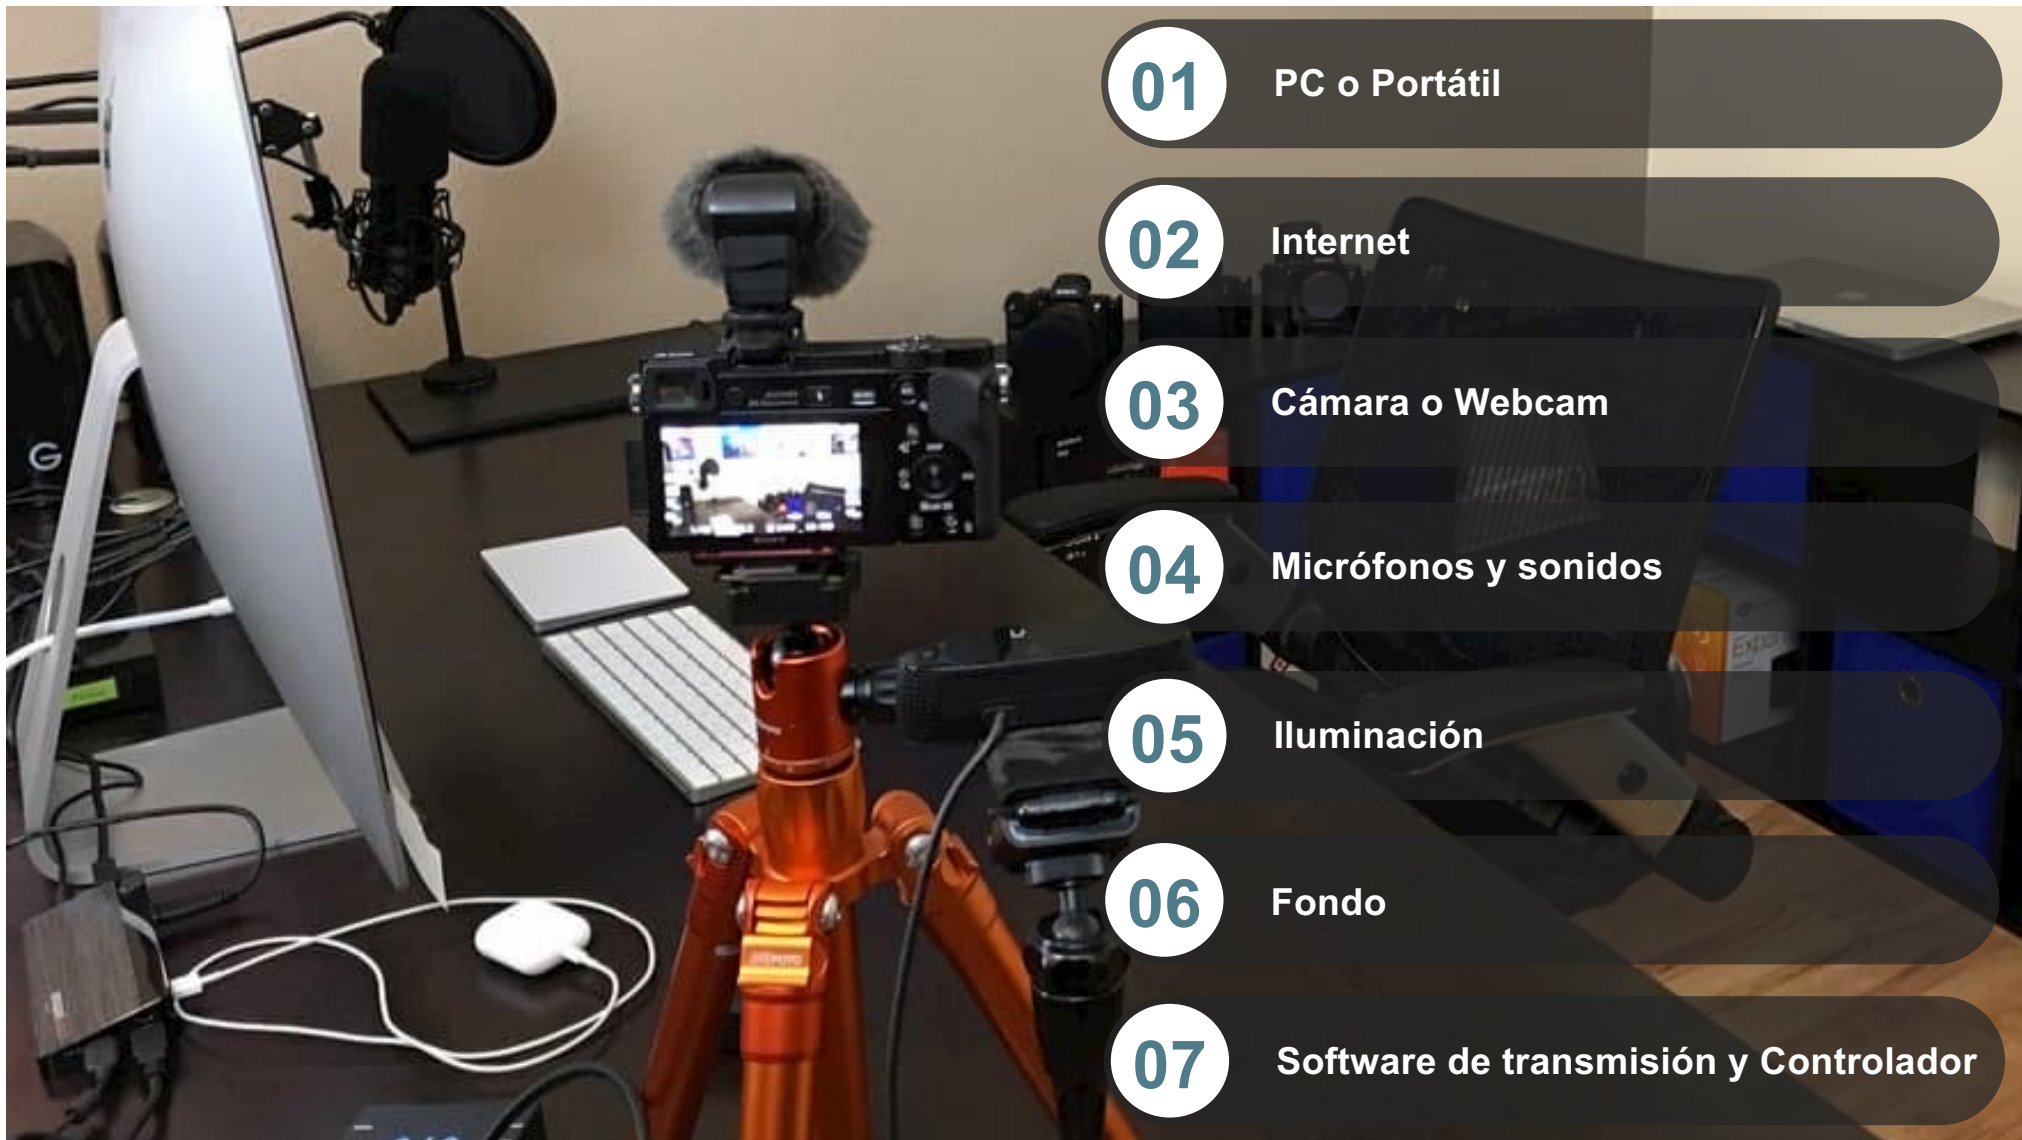 01
PC o Portátil
02
Internet
03
Cámara o Webcam
04
Micrófonos y sonidos
05
Iluminación
06
Fondo
07
Software de transmisión y Controlador
G
SONY